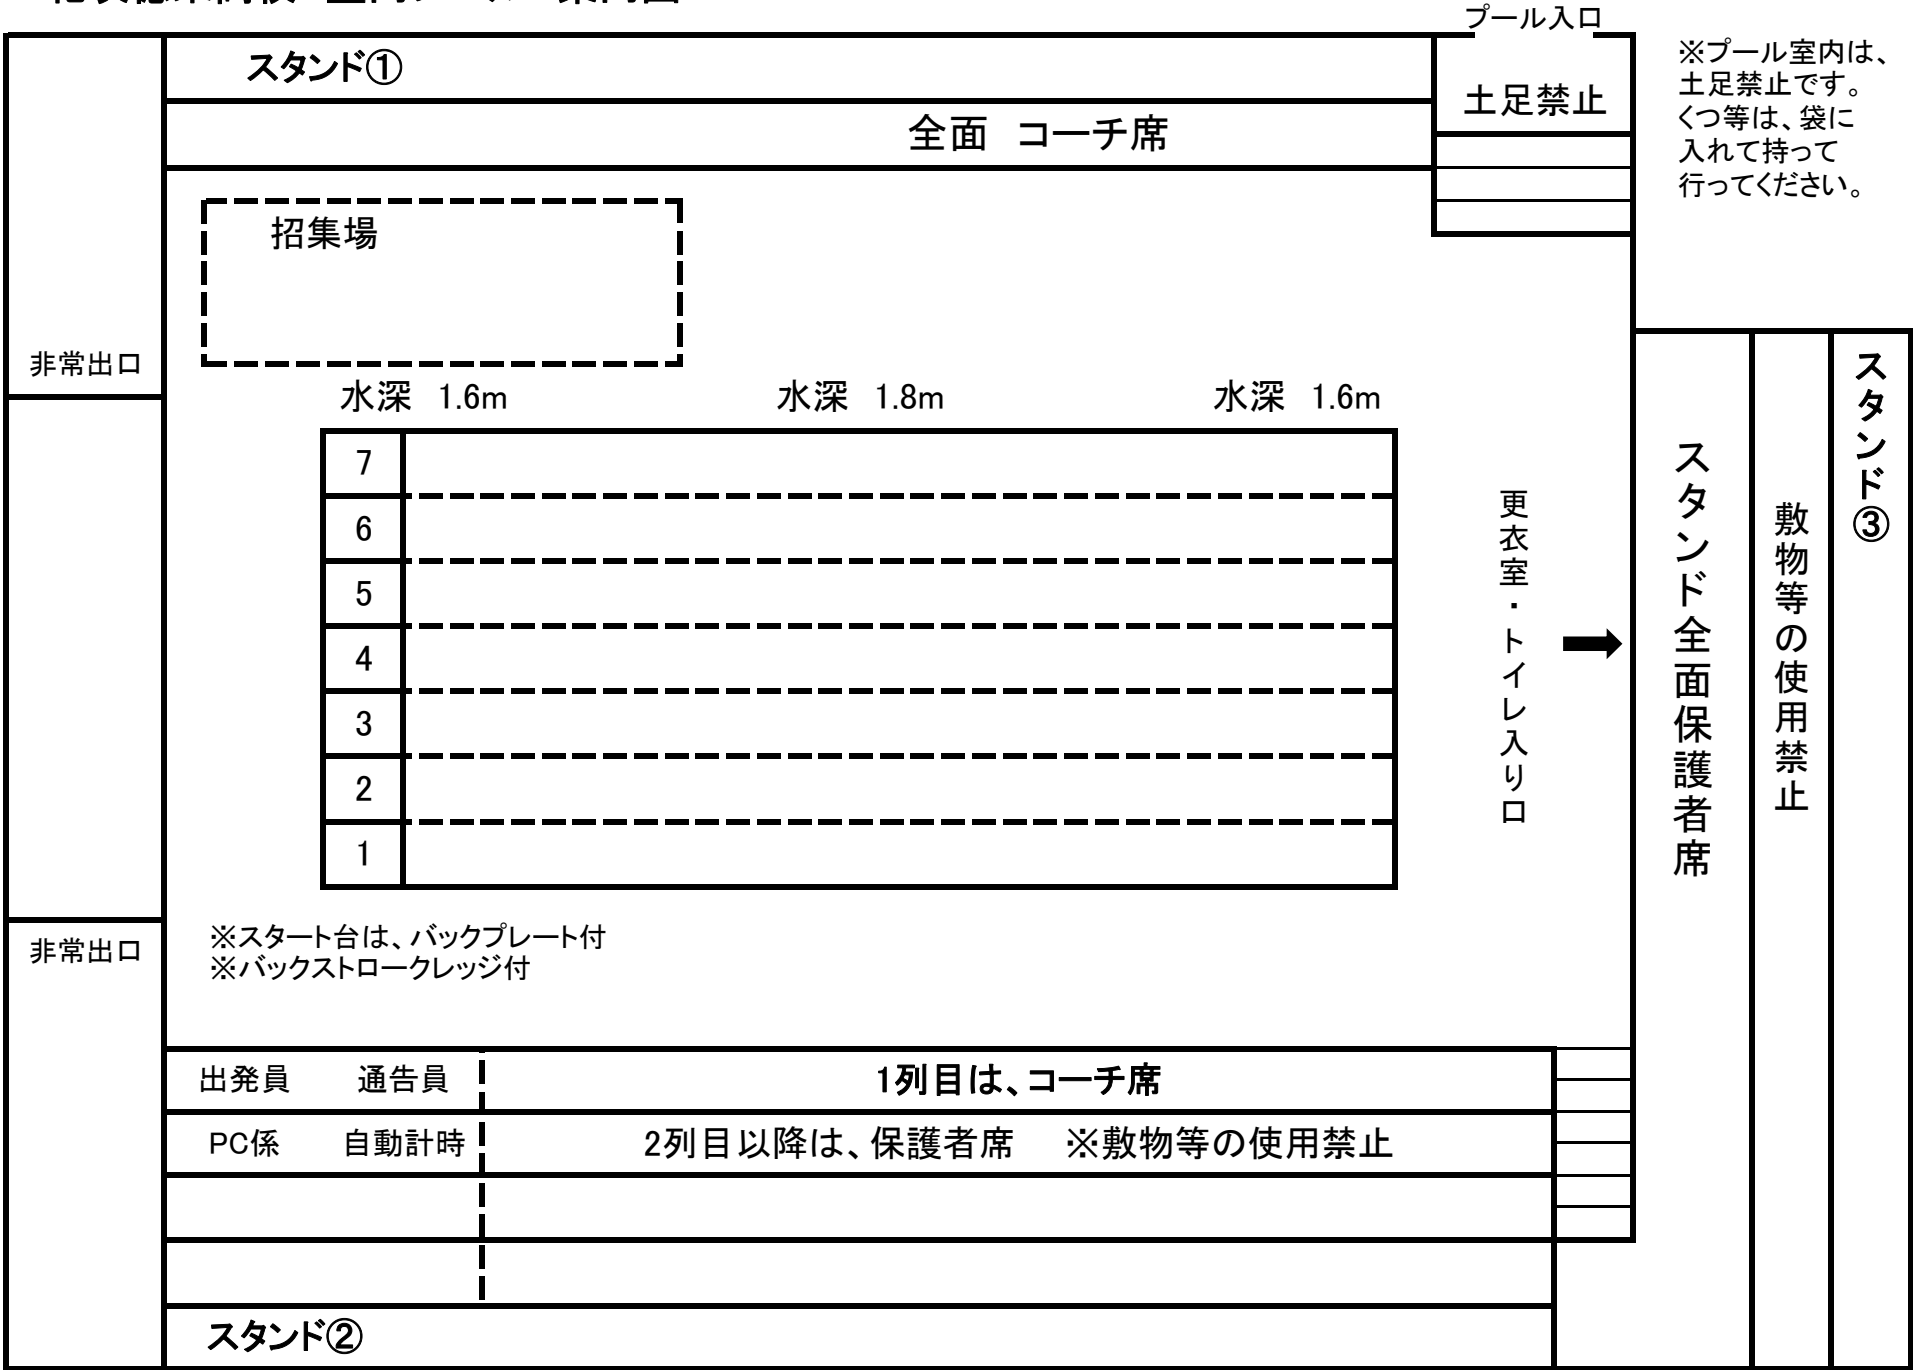 プール入口
※プール室内は、
土足禁止です。
くつ等は、袋に
入れて持って
行ってください。
スタンド①
土足禁止
全面　コーチ席
招集場
非常出口
水深　1.6m
水深　1.8m
水深　1.6m
7
6
5
4
3
2
1
更衣室・トイレ入り口
➡
スタンド全面保護者席
敷物等の使用禁止
スタンド③
非常出口
※スタート台は、バックプレート付
※バックストロークレッジ付
出発員　通告員
1列目は、コーチ席
PC係　自動計時
2列目以降は、保護者席　※敷物等の使用禁止
スタンド②